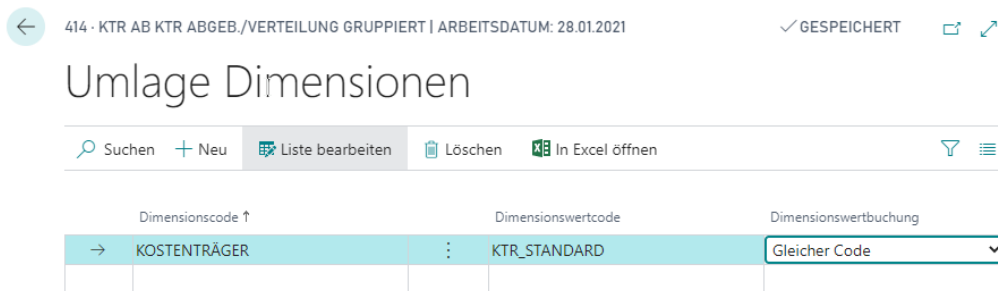 414 · KTR AB KTR ABGEB./VERTEILUNG GRUPPIERT | ARBEITSDATUM: 28.01.2021 GESPEICHERT
Umlage Dimensionen
Suchen Neu Liste bearbeiten Löschen In Excel öffnen
Dimensionscode ↑ Dimensionswertcode Dimensionswertbuchung
KOSTENTRÄGER KTR_STANDARD Gleicher Code